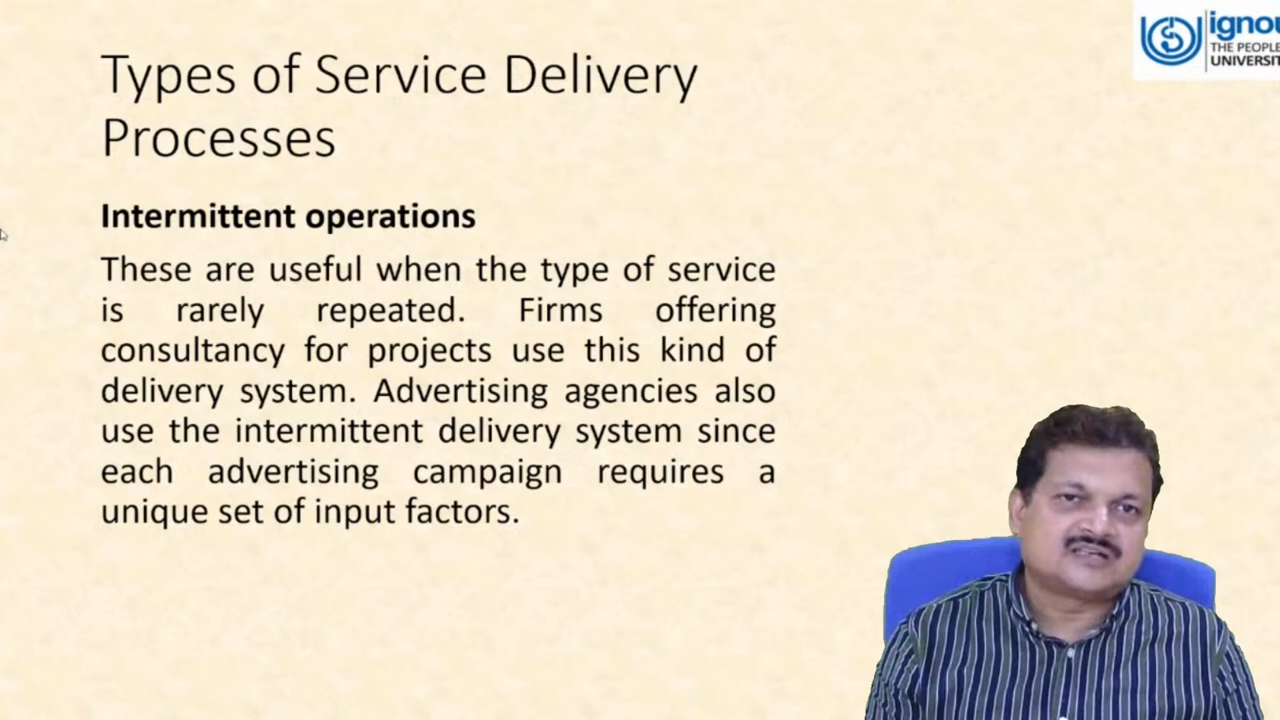 Types of Service Delivery
Processes
Intermittent operations
These are useful when the type of service
is rarely repeated. Firms offering
consultancy for projects use this kind of
delivery system. Advertising agencies also
use the intermittent delivery system since
each advertising campaign requires a
unique set of input factors.
ignou
THE PEOPLE
UNIVERSIT